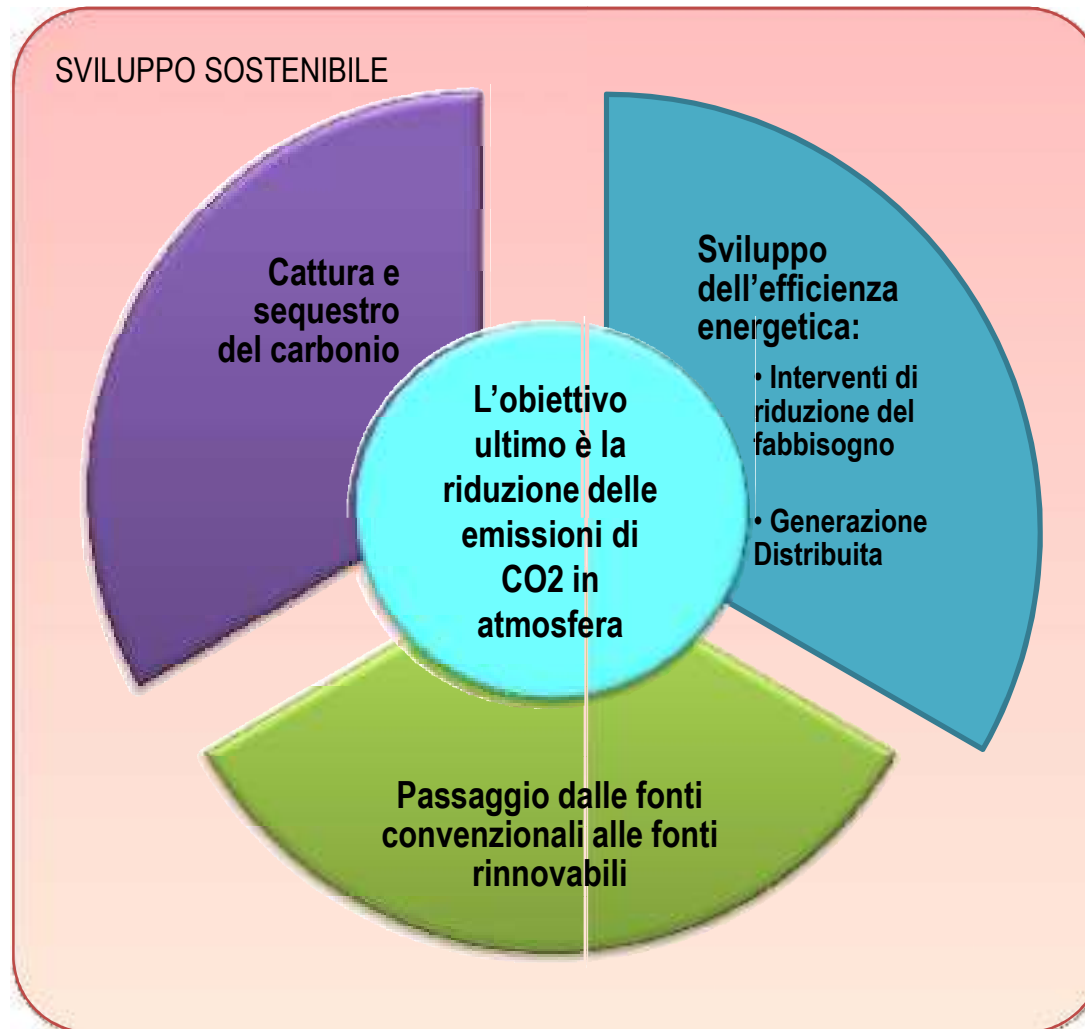 SVILUPPO SOSTENIBILE
Cattura e
sequestro
del carbonio
Sviluppo
dell’efficienza
energetica:
• Interventi di
riduzione del
fabbisogno
• Generazione
Distribuita
L’obiettivo
ultimo è la
riduzione delle
emissioni di
CO2 in
atmosfera
Passaggio dalle fonti
convenzionali alle fonti
rinnovabili